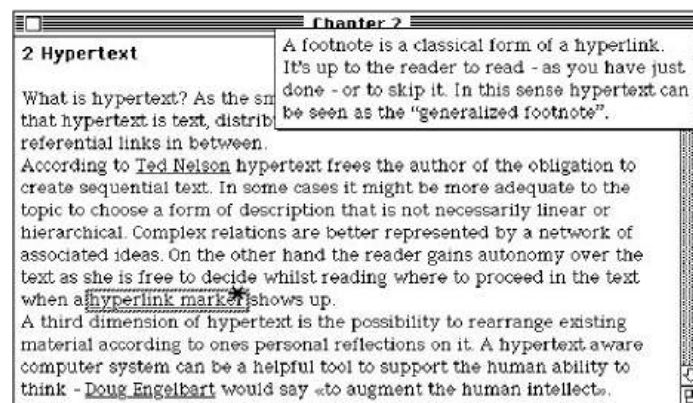 Chapter 2
2 Hypertext
A footnote is a classical form of a hyperlink.
It's up to the reader to read - as you have just
done - or to skip it. In this sense hypertext can
be seen as the “generalized footnote”.
What is hypertext? As the sm
that hypertext is text, distrib
referential links in between.
According to Ted Nelson hypertext frees the author of the obligation to
create sequential text. In some cases it might be more adequate to the
topic to choose a form of description that is not necessarily linear or
hierarchical. Complex relations are better represented by a network of
associated ideas. On the other hand the reader gains autonomy over the
text as she is free to decide whilst reading where to proceed in the text
when a hyperlink marker shows up.
A third dimension of hypertext is the possibility to rearrange existing
material according to ones personal reflections on it. A hypertext aware
computer system can be a helpful tool to support the human ability to
think - Doug Engelbart would say «to augment the human intellect».